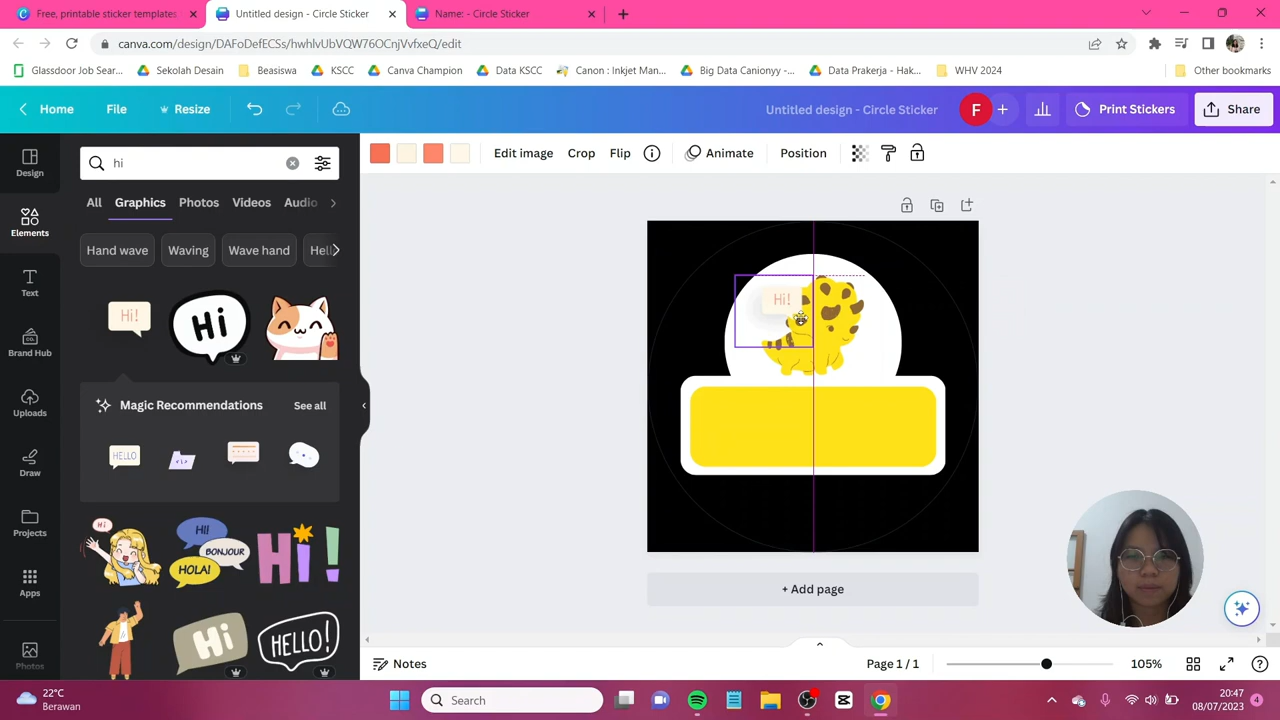 Free, printable sticker templates
Untitled design - Circle Sticker
Name: - Circle Sticker
canva.com/design/DAFoDefECSs/hwhlvUbVQW76OCnjVvfxeQ/edit
Glassdoor Job Sear...
Sekolah Desain
Beasiswa
KSCC
Canva Champion
Data KSCC
Canon : Inkjet Man...
Big Data Canionyy -...
Data Prakerja - Hak...
WHV 2024
Other bookmarks
Home
File
Resize
Untitled design - Circle Sticker
F
+
Print Stickers
Share
Design
Elements
Text
Brand Hub
Uploads
Draw
Projects
Apps
Photos
hi
All
Graphics
Photos
Videos
Audio
Hand wave
Waving
Wave hand
Hell
Hi!
Hi
Magic Recommendations
See all
HELLO
Hi
HI!
BONJOUR
HOLA!
Hi!
Hi
HELLO!
Edit image
Crop
Flip
Animate
Position
Hi!
+ Add page
Notes
Page 1 / 1
105%
22°C
Berawan
Search
20:47
08/07/2023
4